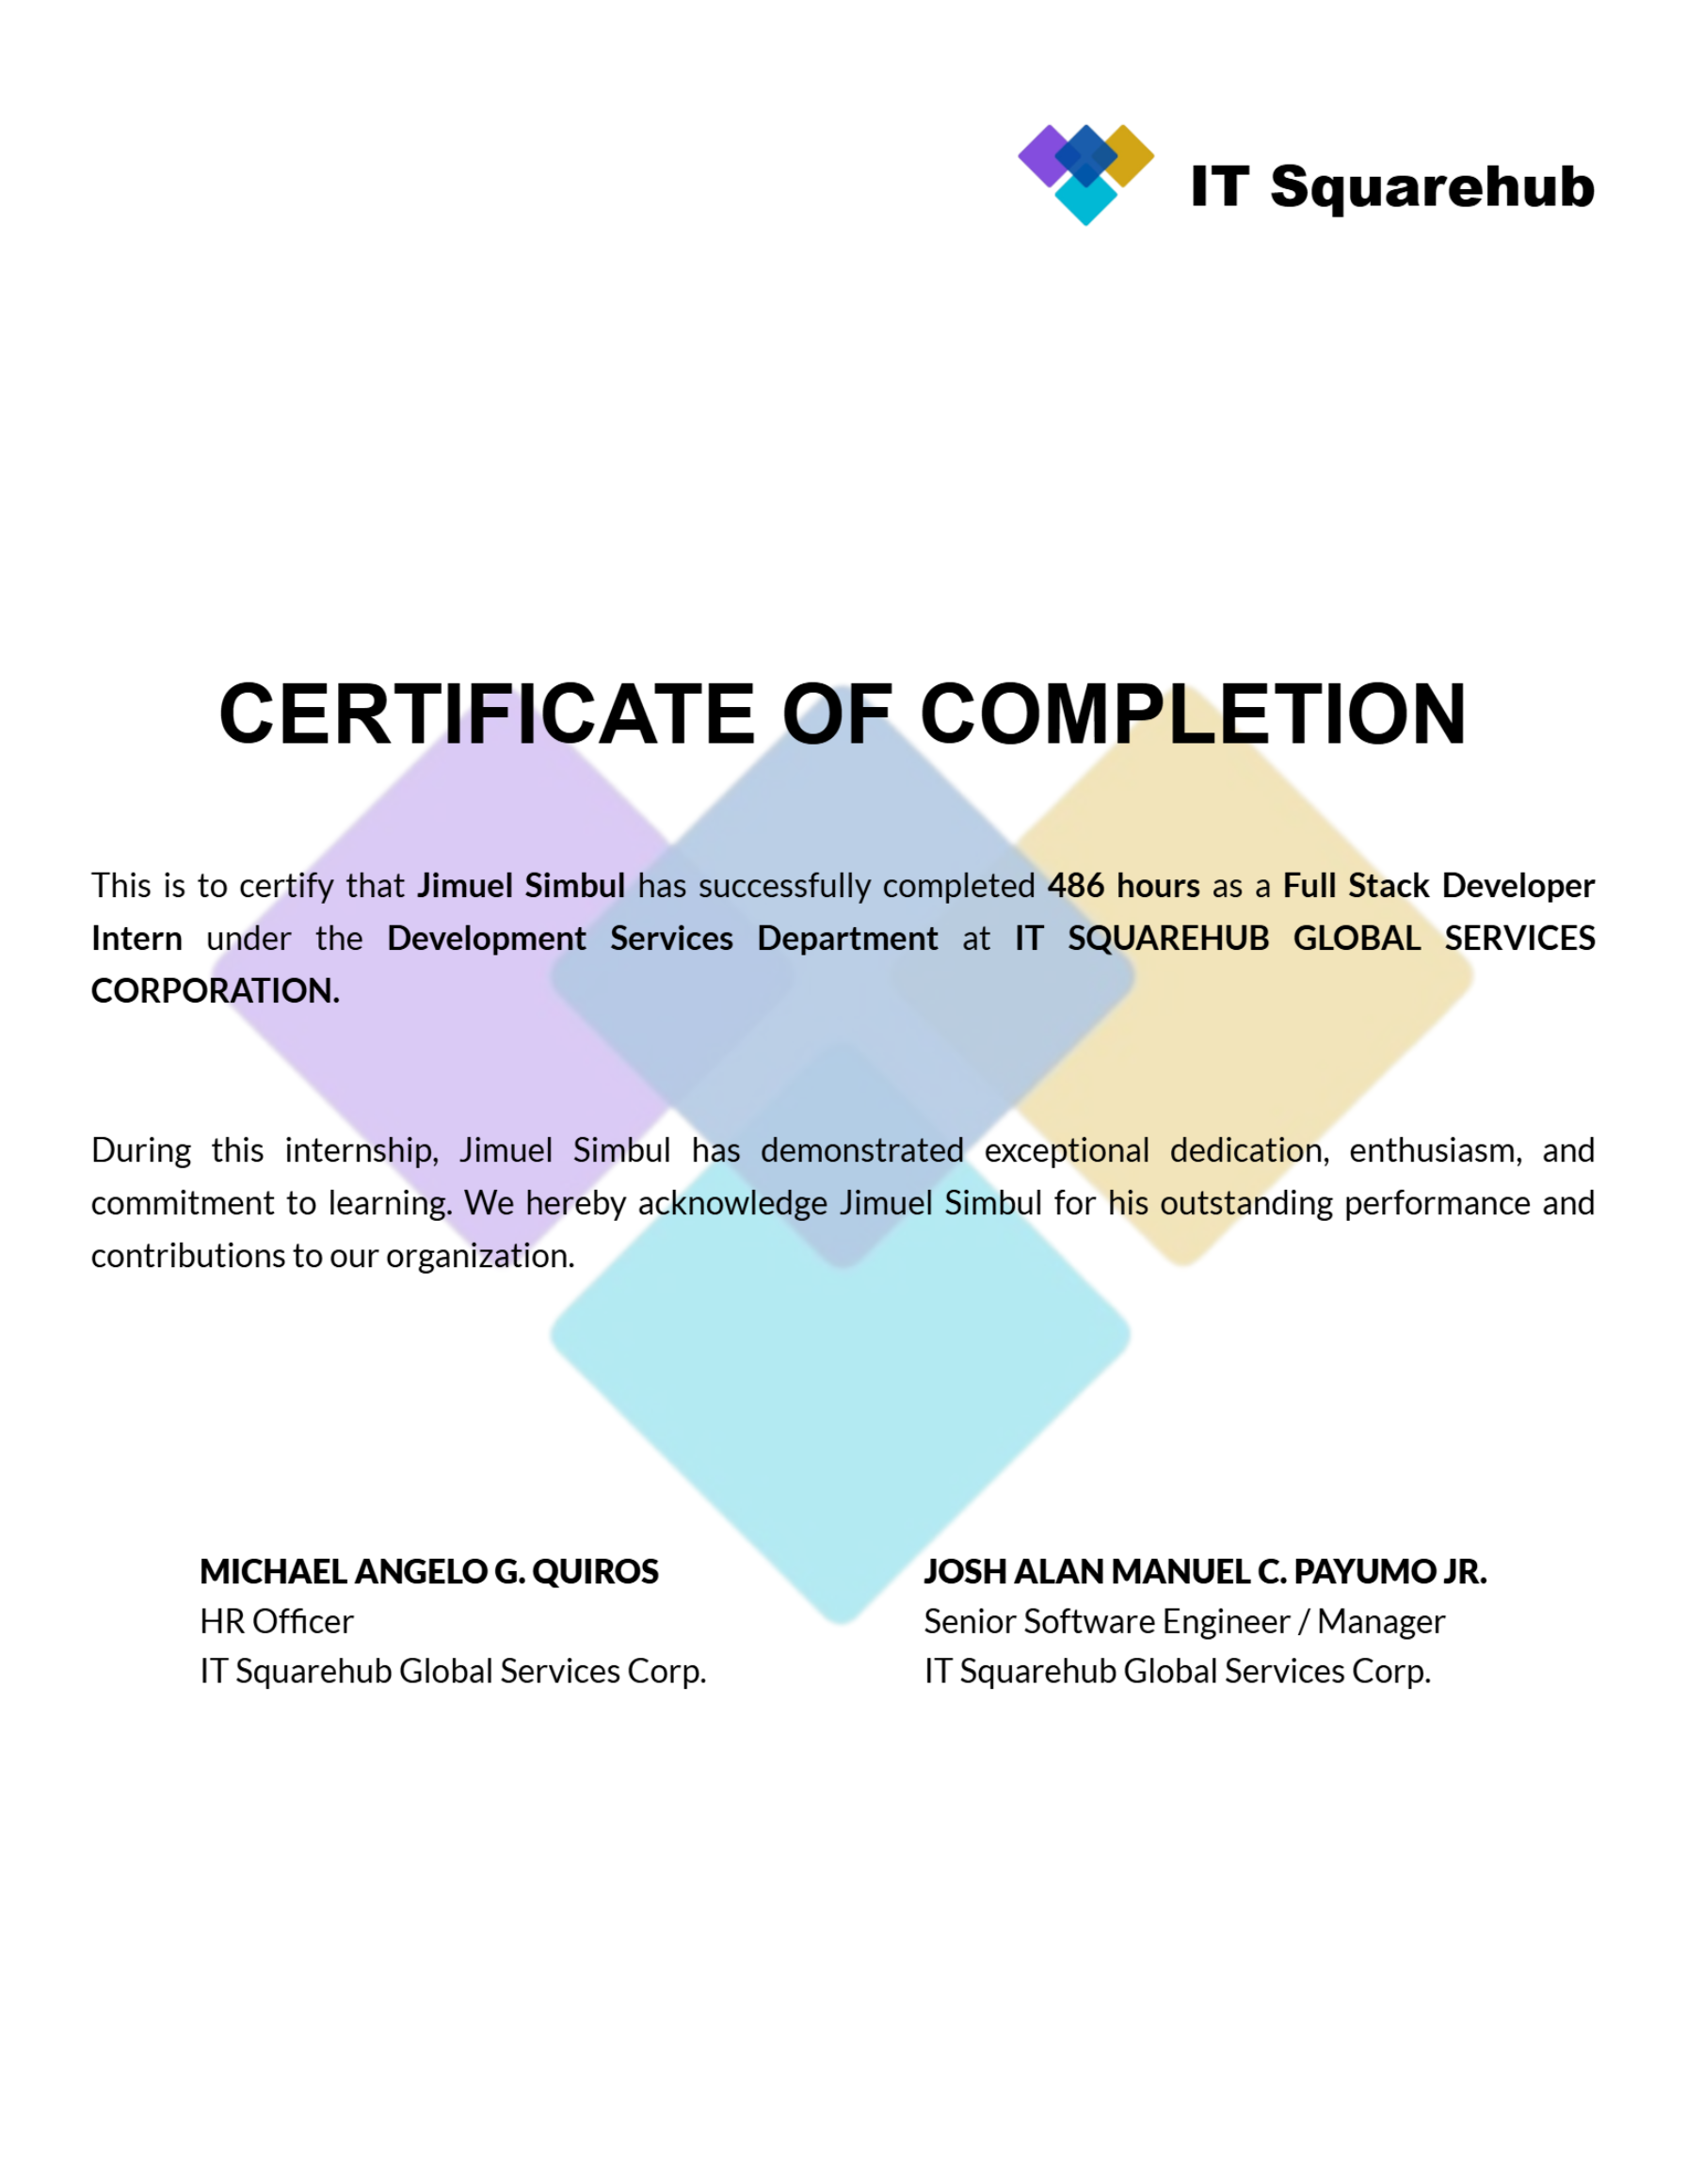 IT Squarehub
CERTIFICATE OF COMPLETION
This is to certify that Jimuel Simbul has successfully completed 486 hours as a Full Stack Developer
Intern under the Development Services Department at IT SQUAREHUB GLOBAL SERVICES
CORPORATION.
During this internship, Jimuel Simbul has demonstrated exceptional dedication, enthusiasm, and
commitment to learning. We hereby acknowledge Jimuel Simbul for his outstanding performance and
contributions to our organization.
MICHAEL ANGELO G. QUIROS
HR Officer
IT Squarehub Global Services Corp.
JOSH ALAN MANUEL C. PAYUMO JR.
Senior Software Engineer / Manager
IT Squarehub Global Services Corp.